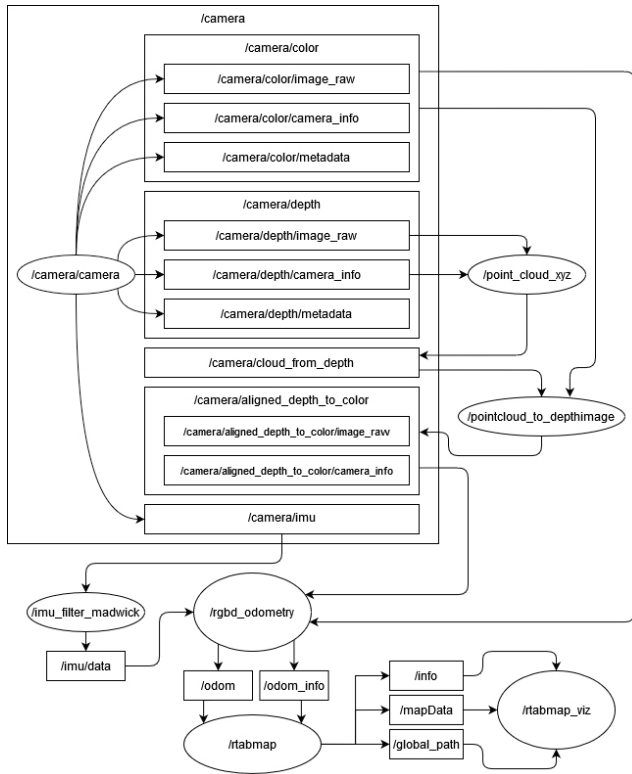 /camera
/camera/color
/camera/color/image_raw
/camera/color/camera_info
/camera/color/metadata
/camera/depth
/camera/depth/image_raw
/camera/camera
/camera/depth/camera_info
/point_cloud_xyz
/camera/depth/metadata
/camera/cloud_from_depth
/camera/aligned_depth_to_color
/pointcloud_to_depthimage
/camera/aligned_depth_to_color/image_raw
/camera/aligned_depth_to_color/camera_info
/camera/imu
/imu_filter_madwick
/rgbd_odometry
/imu/data
/odom
/odom_info
/info
/mapData
/rtabmap_viz
/rtabmap
/global_path